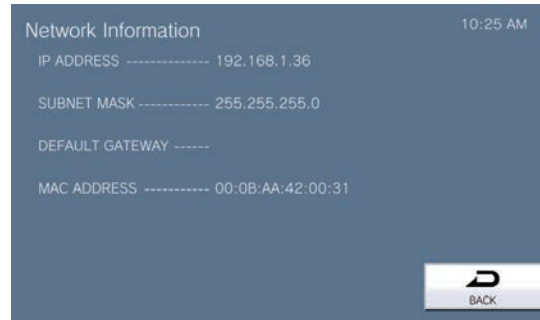 Network Information 10:25 AM
IP ADDRESS -------------- 192.168.1.36
SUBNET MASK ------------ 255.255.255.0
DEFAULT GATEWAY ------
MAC ADDRESS ----------- 00:0B:AA:42:00:31
BACK